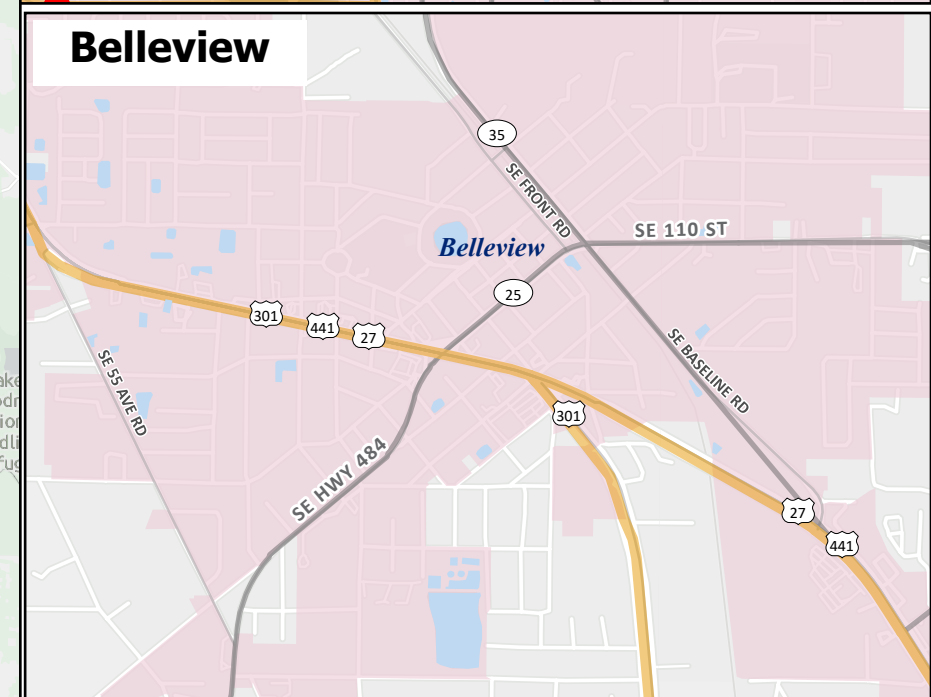 Belleview
35
SE FRONT RD
SE 110 ST
Belleview
25
301
441
27
SE 55 AVE RD
SE BASELINE RD
301
SE HWY 484
27
441